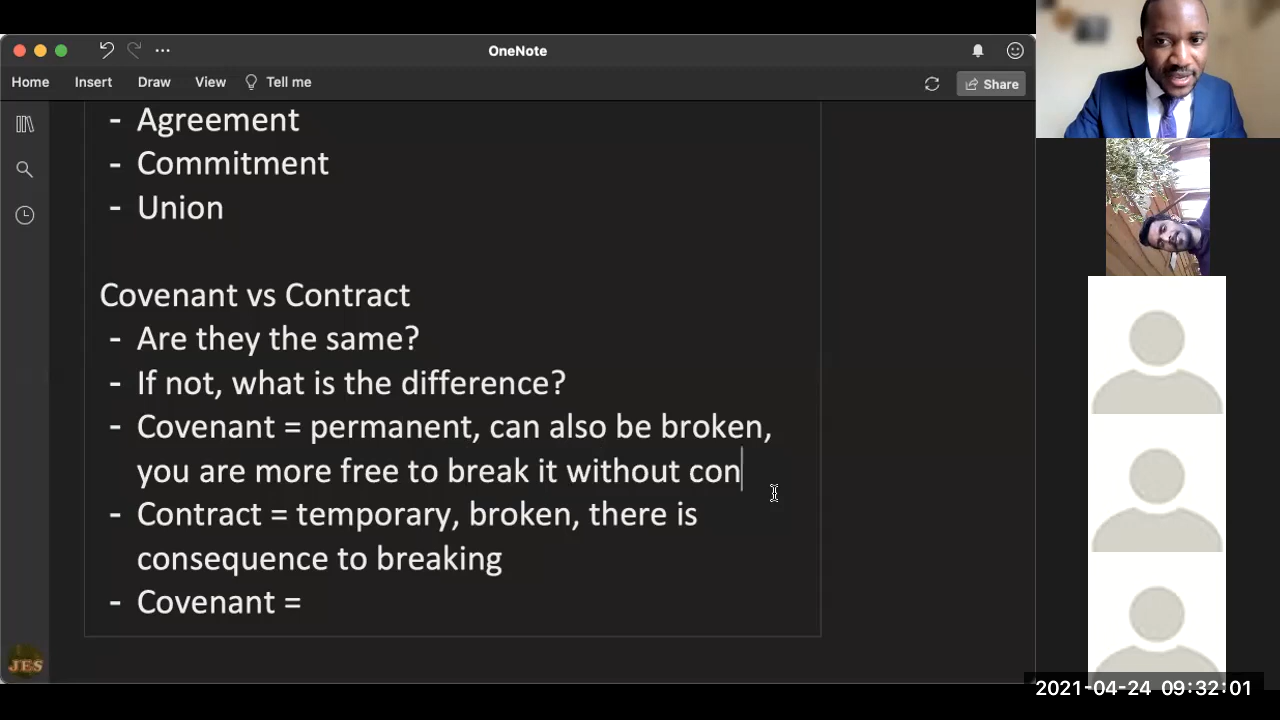 OneNote
Home Insert Draw View Tell me Share
- Agreement
- Commitment
- Union
Covenant vs Contract
- Are they the same?
- If not, what is the difference?
- Covenant = permanent, can also be broken,
you are more free to break it without con
- Contract = temporary, broken, there is
consequence to breaking
- Covenant =
JES
2021-04-24 09:32:01